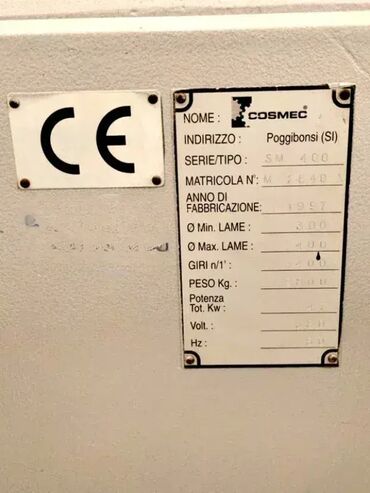 CE
NOME : COSMEC
INDIRIZZO : Poggibonsi (SI)
SERIE/TIPO : SM 400
MATRICOLA N°:
ANNO DI
FABBRICAZIONE: 1997
Ø Min. LAME : 300
Ø Max. LAME : 400
GIRI n/1' :
PESO Kg. :
Potenza
Tot. Kw :
Volt. :
Hz :